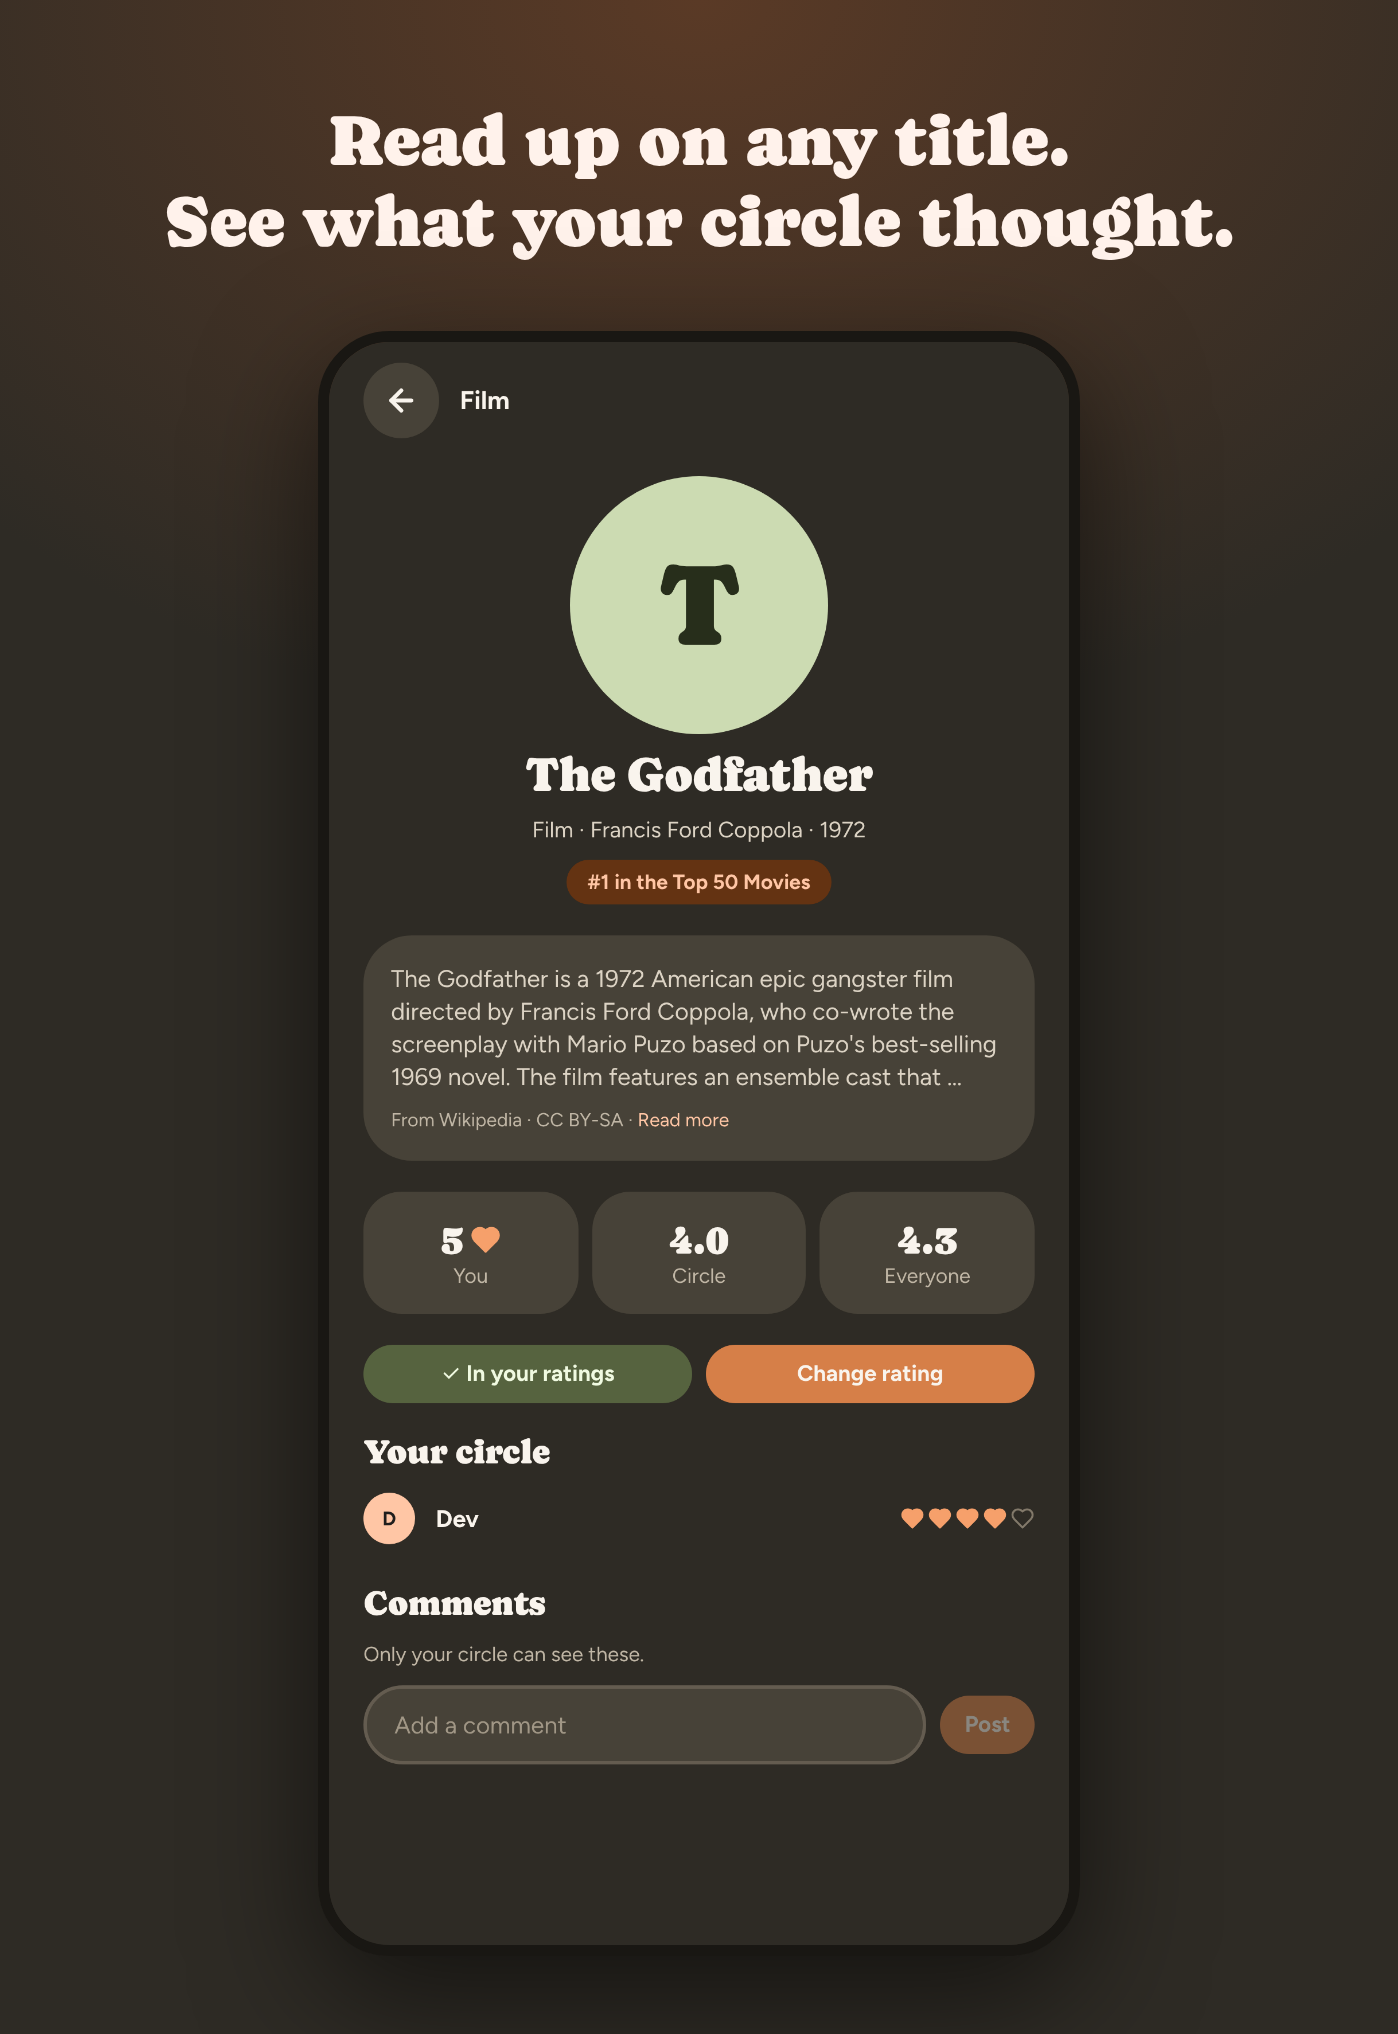 Read up on any title.
See what your circle thought.
Film
T
The Godfather
Film · Francis Ford Coppola · 1972
#1 in the Top 50 Movies
The Godfather is a 1972 American epic gangster film
directed by Francis Ford Coppola, who co-wrote the
screenplay with Mario Puzo based on Puzo's best-selling
1969 novel. The film features an ensemble cast that ...
From Wikipedia · CC BY-SA · Read more
5
You
4.0
Circle
4.3
Everyone
In your ratings
Change rating
Your circle
D
Dev
Comments
Only your circle can see these.
Add a comment
Post